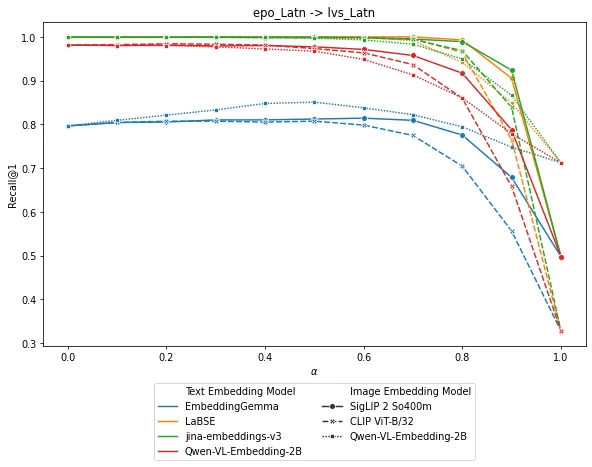 epo_Latn -> lvs_Latn
Recall@1
1.0
0.9
0.8
0.7
0.6
0.5
0.4
0.3
0.0 0.2 0.4 0.6 0.8 1.0
α
Text Embedding Model Image Embedding Model
EmbeddingGemma SigLIP 2 So400m
LaBSE CLIP ViT-B/32
jina-embeddings-v3 Qwen-VL-Embedding-2B
Qwen-VL-Embedding-2B